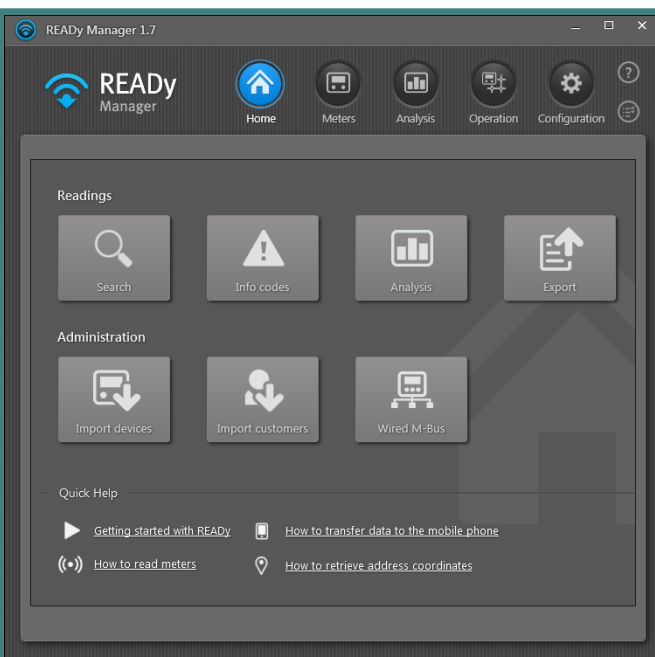 READy Manager 1.7
READy
Manager
Home Meters Analysis Operation Configuration
Readings
Search Info codes Analysis Export
Administration
Import devices Import customers Wired M-Bus
Quick Help
Getting started with READy How to transfer data to the mobile phone
How to read meters How to retrieve address coordinates